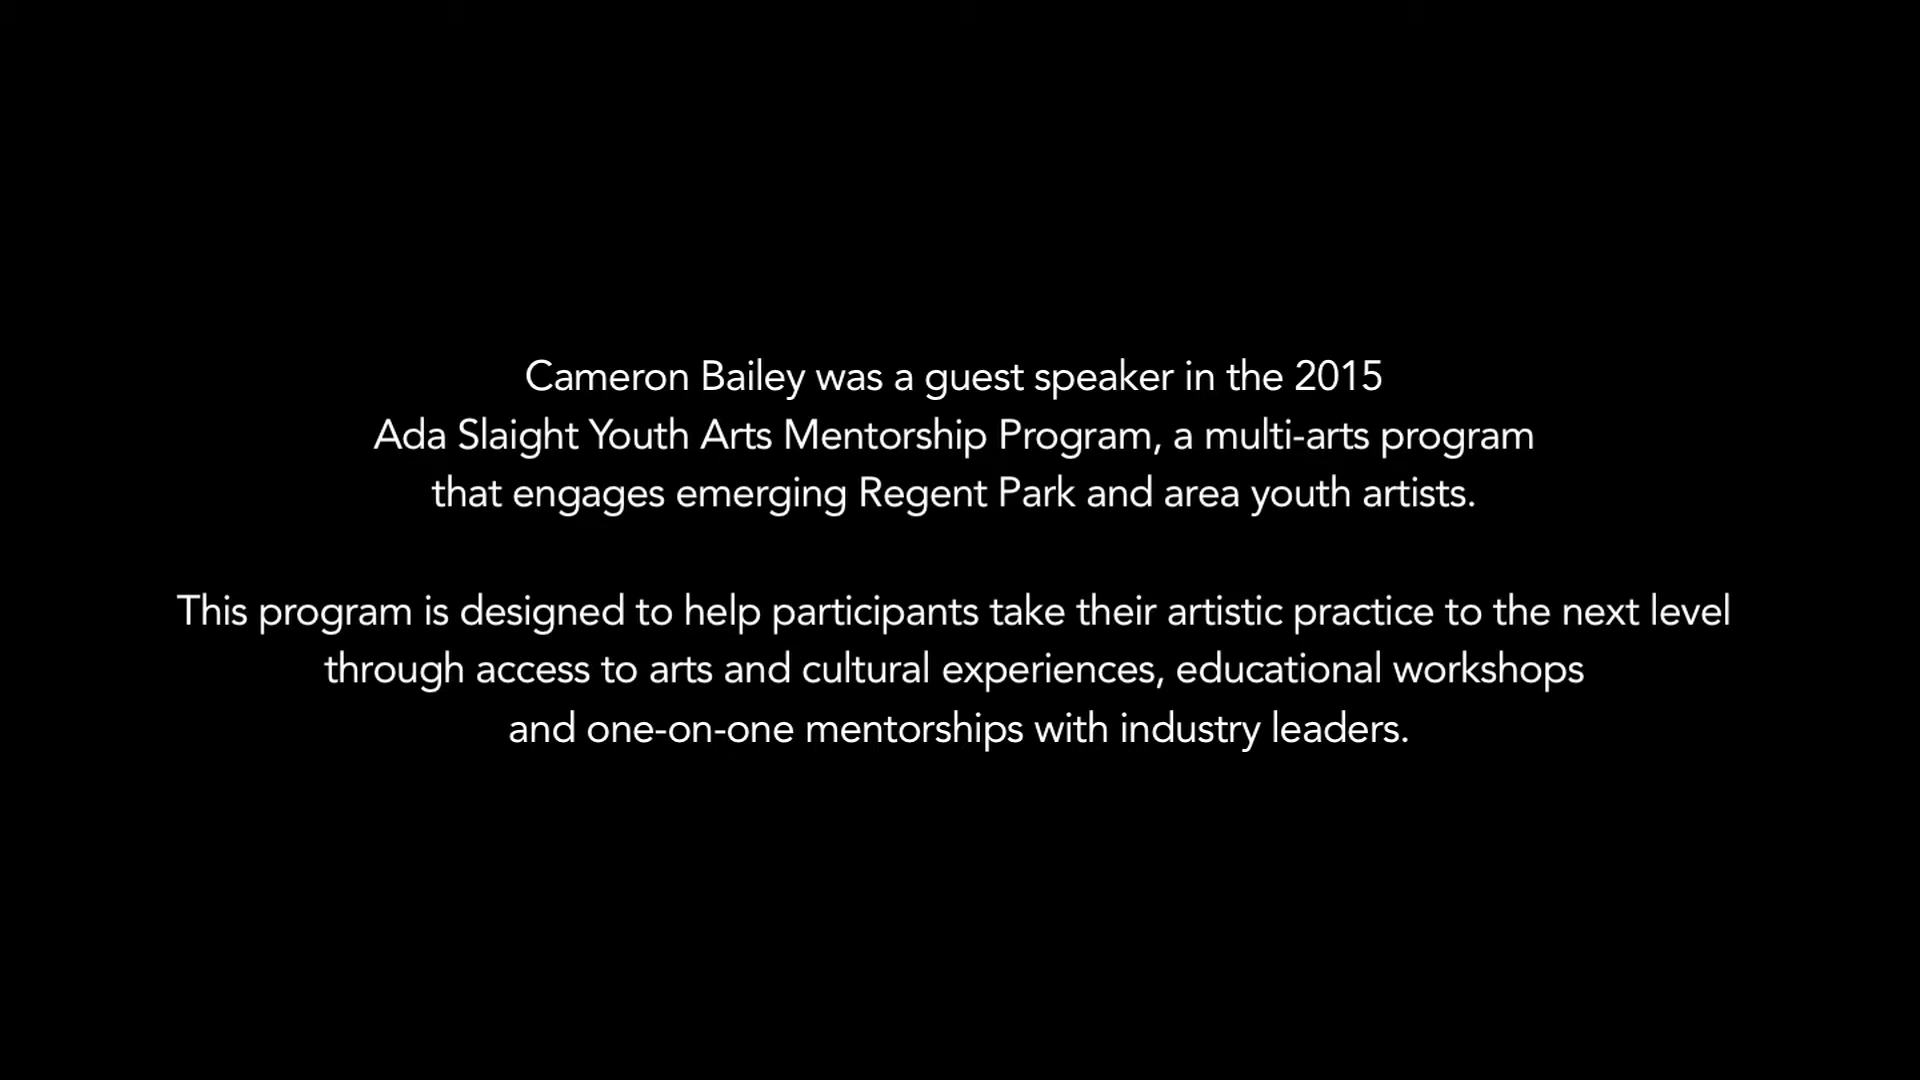 Cameron Bailey was a guest speaker in the 2015
Ada Slaight Youth Arts Mentorship Program, a multi-arts program
that engages emerging Regent Park and area youth artists.
This program is designed to help participants take their artistic practice to the next level
through access to arts and cultural experiences, educational workshops
and one-on-one mentorships with industry leaders.